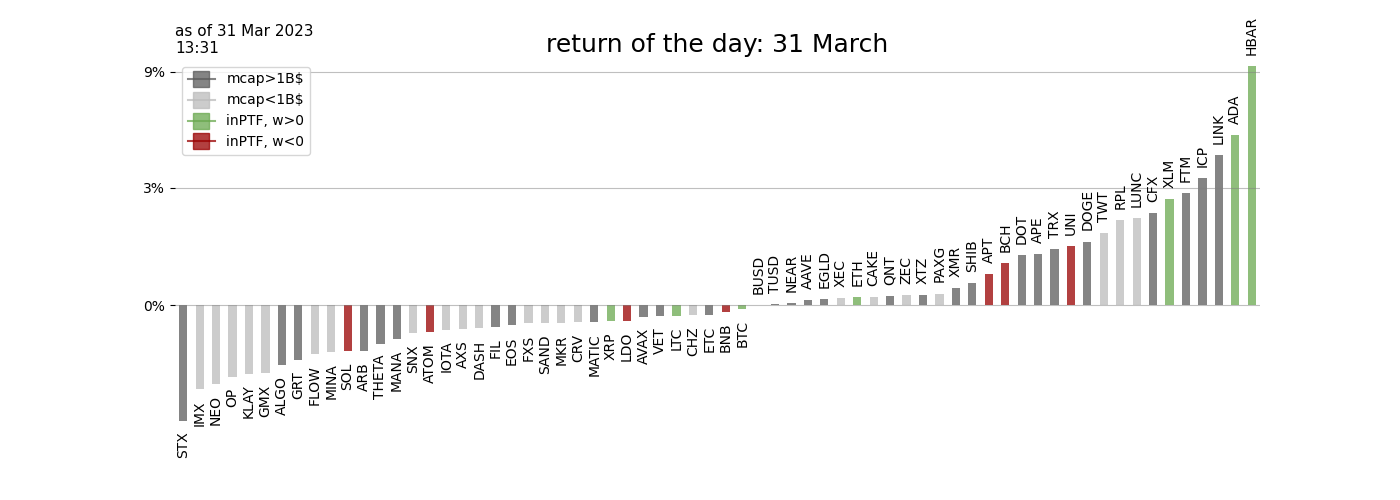 as of 31 Mar 2023
13:31
return of the day: 31 March
9%
3%
0%
mcap>1B$
mcap<1B$
inPTF, w>0
inPTF, w<0
STX
IMX
NEO
OP
KLAY
GMX
ALGO
GRT
FLOW
MINA
SOL
ARB
THETA
MANA
SNX
ATOM
IOTA
AXS
DASH
FIL
EOS
FXS
SAND
MKR
CRV
MATIC
XRP
LDO
AVAX
VET
LTC
CHZ
ETC
BNB
BTC
BUSD
TUSD
NEAR
AAVE
EGLD
XEC
ETH
CAKE
QNT
ZEC
XTZ
PAXG
XMR
SHIB
APT
BCH
DOT
APE
TRX
UNI
DOGE
TWT
RPL
LUNC
CFX
XLM
FTM
ICP
LINK
ADA
HBAR